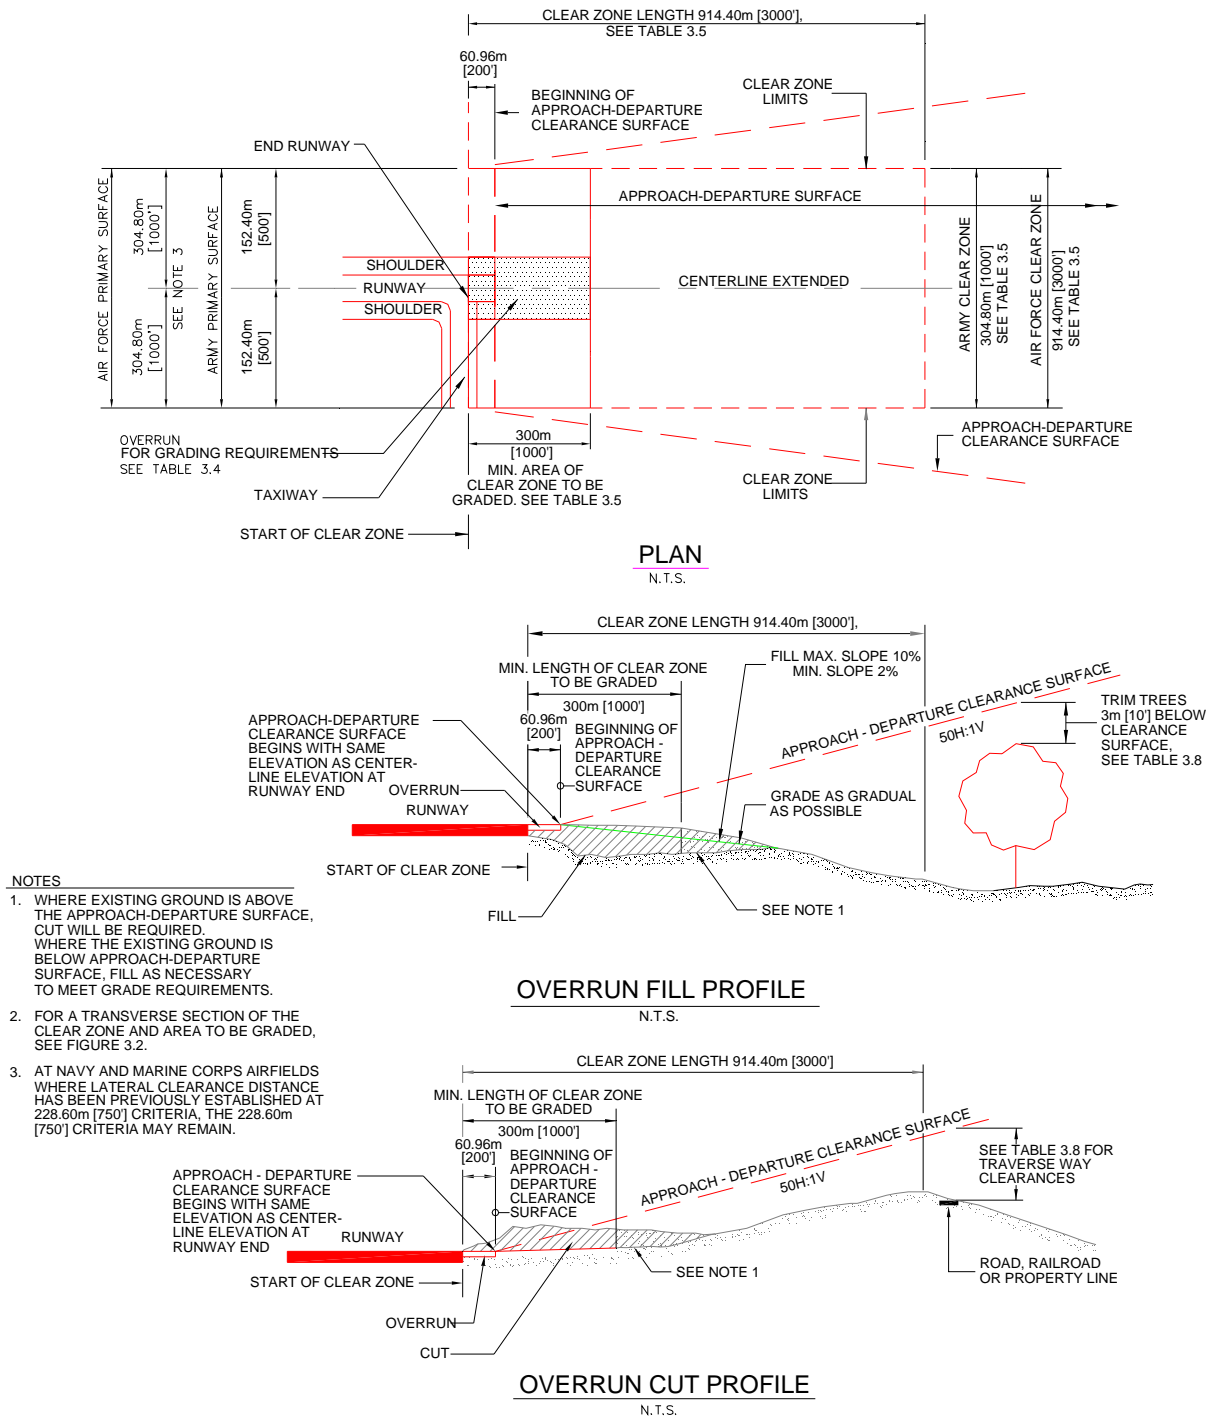 CLEAR ZONE LENGTH 914.40m [3000'],
SEE TABLE 3.5
60.96m
[200']
BEGINNING OF
APPROACH-DEPARTURE
CLEARANCE SURFACE
CLEAR ZONE
LIMITS
END RUNWAY
APPROACH-DEPARTURE SURFACE
AIR FORCE PRIMARY SURFACE
304.80m
[1000']
304.80m
[1000']
SEE NOTE 3
ARMY PRIMARY SURFACE
152.40m
[500']
152.40m
[500']
SHOULDER
RUNWAY
SHOULDER
CENTERLINE EXTENDED
ARMY CLEAR ZONE
304.80m [1000']
SEE TABLE 3.5
AIR FORCE CLEAR ZONE
914.40m [3000']
SEE TABLE 3.5
OVERRUN
FOR GRADING REQUIREMENTS
SEE TABLE 3.4
TAXIWAY
START OF CLEAR ZONE
300m
[1000']
MIN. AREA OF
CLEAR ZONE TO BE
GRADED. SEE TABLE 3.5
CLEAR ZONE
LIMITS
APPROACH-DEPARTURE
CLEARANCE SURFACE
PLAN
N.T.S.
CLEAR ZONE LENGTH 914.40m [3000'],
MIN. LENGTH OF CLEAR ZONE
TO BE GRADED
300m [1000']
60.96m
[200']
BEGINNING OF
APPROACH -
DEPARTURE
CLEARANCE
SURFACE
FILL MAX. SLOPE 10%
MIN. SLOPE 2%
APPROACH - DEPARTURE CLEARANCE SURFACE
50H:1V
TRIM TREES
3m [10'] BELOW
CLEARANCE
SURFACE,
SEE TABLE 3.8
APPROACH-DEPARTURE
CLEARANCE SURFACE
BEGINS WITH SAME
ELEVATION AS CENTER-
LINE ELEVATION AT
RUNWAY END
OVERRUN
RUNWAY
GRADE AS GRADUAL
AS POSSIBLE
START OF CLEAR ZONE
FILL
SEE NOTE 1
OVERRUN FILL PROFILE
N.T.S.
NOTES
1. WHERE EXISTING GROUND IS ABOVE
THE APPROACH-DEPARTURE SURFACE,
CUT WILL BE REQUIRED.
WHERE THE EXISTING GROUND IS
BELOW APPROACH-DEPARTURE
SURFACE, FILL AS NECESSARY
TO MEET GRADE REQUIREMENTS.
2. FOR A TRANSVERSE SECTION OF THE
CLEAR ZONE AND AREA TO BE GRADED,
SEE FIGURE 3.2.
3. AT NAVY AND MARINE CORPS AIRFIELDS
WHERE LATERAL CLEARANCE DISTANCE
HAS BEEN PREVIOUSLY ESTABLISHED AT
228.60m [750'] CRITERIA, THE 228.60m
[750'] CRITERIA MAY REMAIN.
CLEAR ZONE LENGTH 914.40m [3000']
MIN. LENGTH OF CLEAR ZONE
TO BE GRADED
300m [1000']
60.96m
[200']
BEGINNING OF
APPROACH -
DEPARTURE
CLEARANCE
SURFACE
APPROACH - DEPARTURE CLEARANCE SURFACE
50H:1V
SEE TABLE 3.8 FOR
TRAVERSE WAY
CLEARANCES
APPROACH - DEPARTURE
CLEARANCE SURFACE
BEGINS WITH SAME
ELEVATION AS CENTER-
LINE ELEVATION AT
RUNWAY END
RUNWAY
START OF CLEAR ZONE
SEE NOTE 1
ROAD, RAILROAD
OR PROPERTY LINE
OVERRUN
CUT
OVERRUN CUT PROFILE
N.T.S.